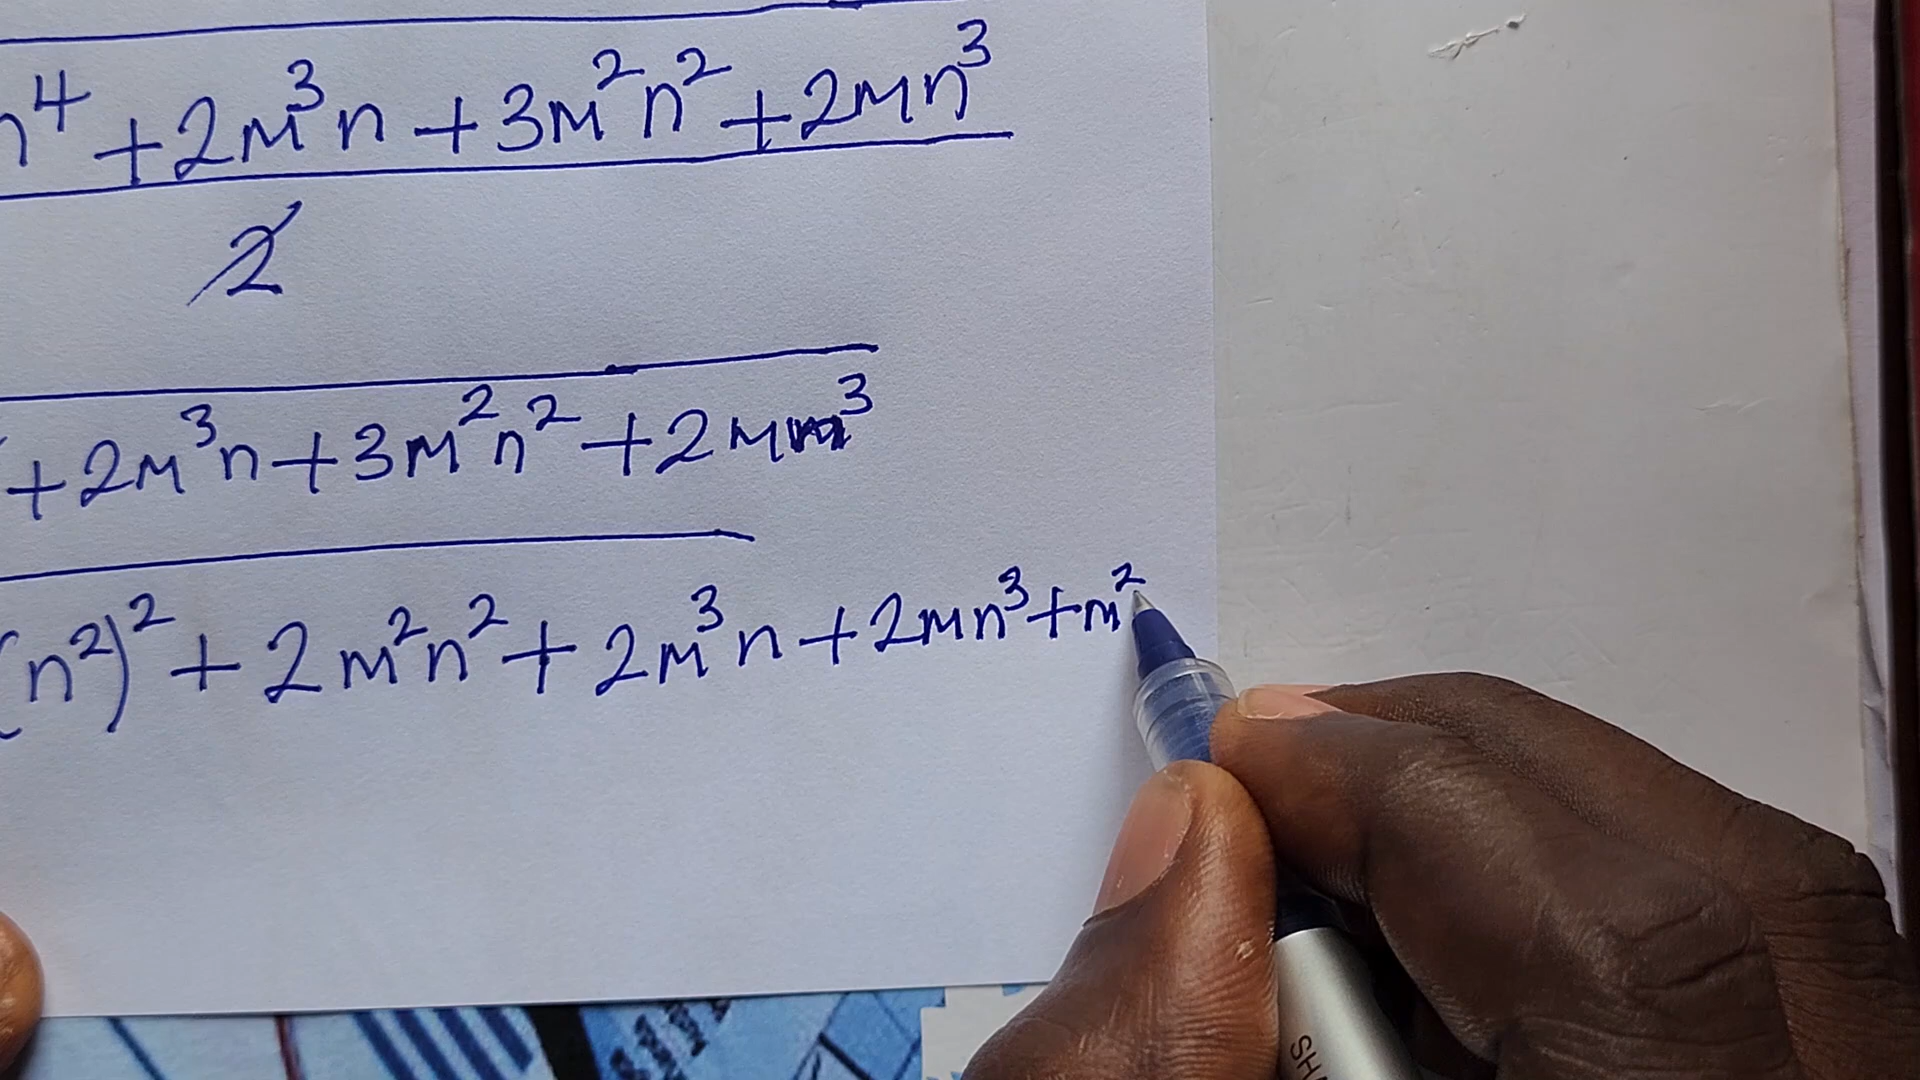 n⁴ + 2m³n + 3m²n² + 2mn³
2
+ 2m³n + 3m²n² + 2mn³
(n²)² + 2m²n² + 2m³n + 2mn³ + m²